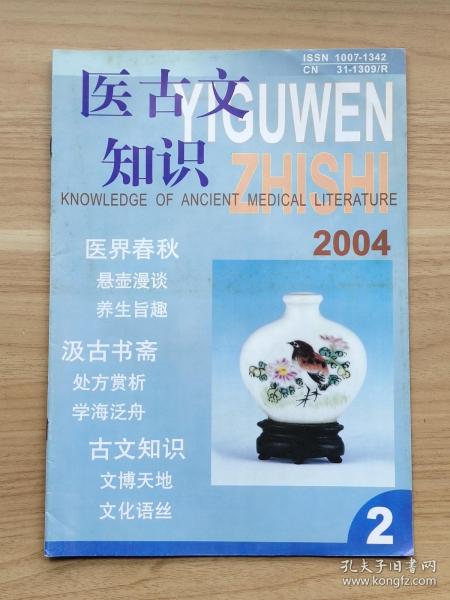 ISSN 1007-1342
CN 31-1309/R
医古文
YIGUWEN
知识
ZHISHI
KNOWLEDGE OF ANCIENT MEDICAL LITERATURE
2004
医界春秋
悬壶漫谈
养生旨趣
汲古书斋
处方赏析
学海泛舟
古文知识
文博天地
文化语丝
2
孔夫子旧书网
www.kongfz.com